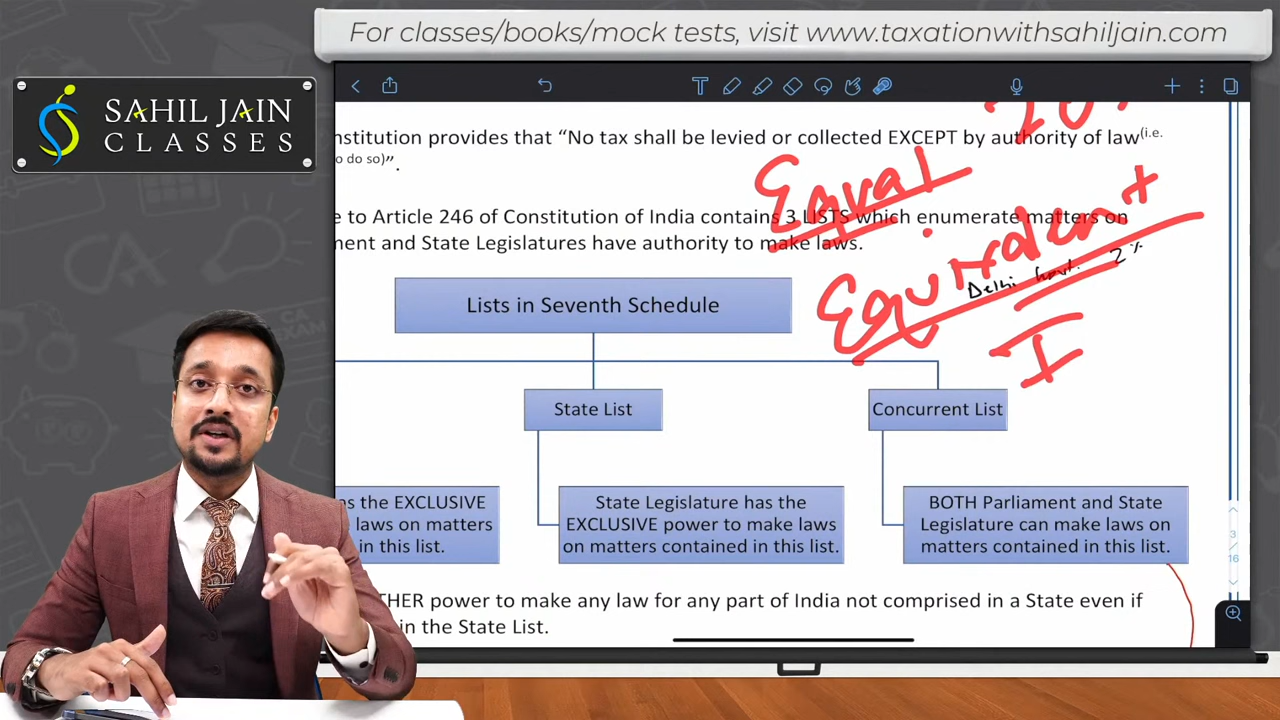 For classes/books/mock tests, visit www.taxationwithsahiljain.com
SAHIL JAIN
CLASSES
nstitution provides that “No tax shall be levied or collected EXCEPT by authority of law(i.e.
o do so)”.
Equal
e to Article 246 of Constitution of India contains 3 LISTS which enumerate matters on
ment and State Legislatures have authority to make laws.
Equivalent
Delhi Govt. 2%
I
Lists in Seventh Schedule
State List
Concurrent List
as the EXCLUSIVE
laws on matters
in this list.
State Legislature has the
EXCLUSIVE power to make laws
on matters contained in this list.
BOTH Parliament and State
Legislature can make laws on
matters contained in this list.
THER power to make any law for any part of India not comprised in a State even if
in the State List.
3
16